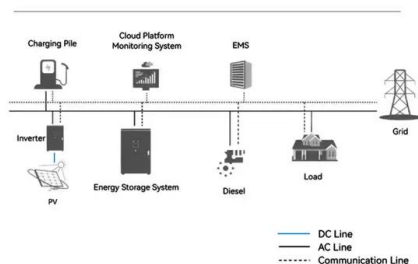 Charging Pile
Cloud Platform
Monitoring System
EMS
Grid
Inverter
PV
Energy Storage System
Diesel
Load
DC Line
AC Line
Communication Line